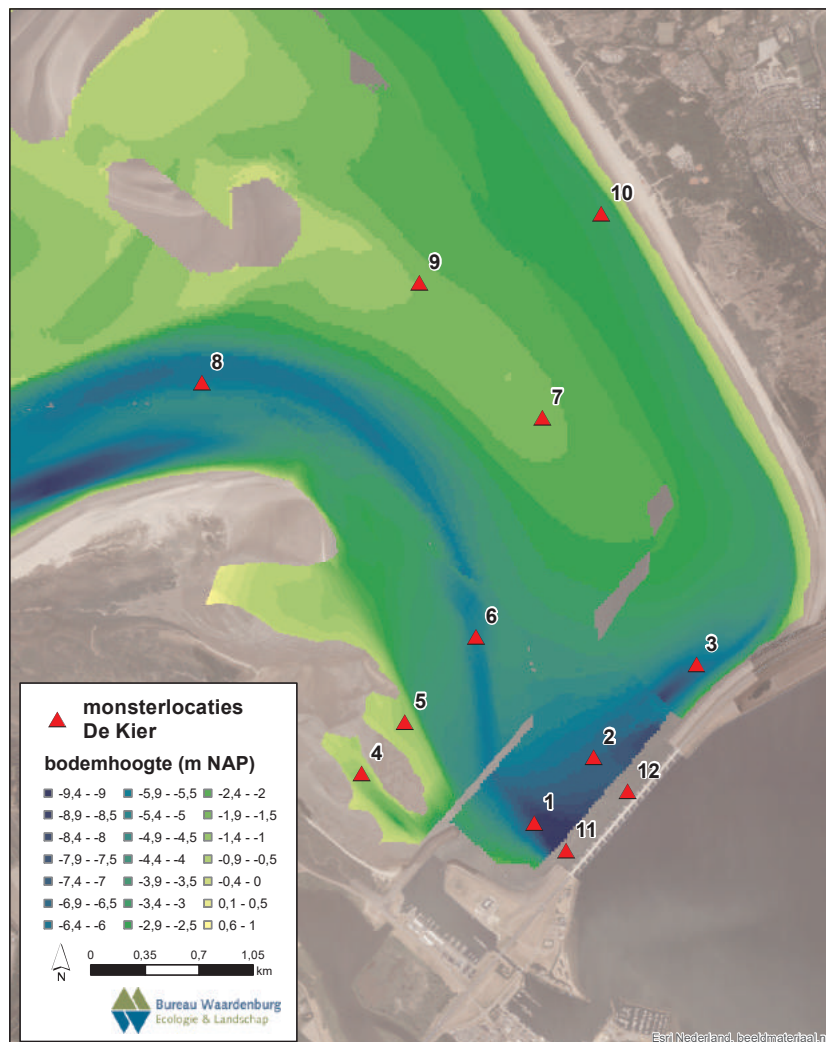 10
9
8
7
6
3
5
2
4
12
1
11
monsterlocaties
De Kier
bodemhoogte (m NAP)
-9,4 - -9 -5,9 - -5,5 -2,4 - -2
-8,9 - -8,5 -5,4 - -5 -1,9 - -1,5
-8,4 - -8 -4,9 - -4,5 -1,4 - -1
-7,9 - -7,5 -4,4 - -4 -0,9 - -0,5
-7,4 - -7 -3,9 - -3,5 -0,4 - 0
-6,9 - -6,5 -3,4 - -3 0,1 - 0,5
-6,4 - -6 -2,9 - -2,5 0,6 - 1
0 0,35 0,7 1,05
km
N
Bureau Waardenburg
Ecologie & Landschap
Esri Nederland, beeldmateriaal.n